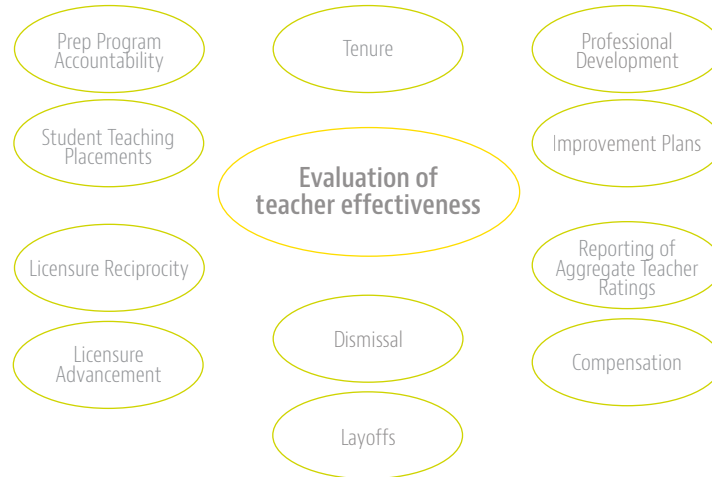 Prep Program
Accountability
Tenure
Professional
Development
Student Teaching
Placements
Improvement Plans
Evaluation of
teacher effectiveness
Licensure Reciprocity
Reporting of
Aggregate Teacher
Ratings
Dismissal
Licensure
Advancement
Compensation
Layoffs